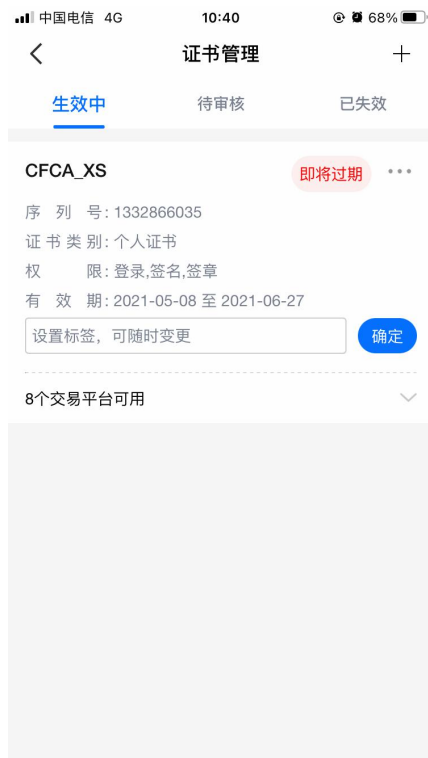 中国电信 4G 10:40 68%
证书管理
生效中 待审核 已失效
CFCA_XS 即将过期
序列号: 1332866035
证书类别: 个人证书
权限: 登录,签名,签章
有效期: 2021-05-08 至 2021-06-27
设置标签，可随时变更 确定
8个交易平台可用